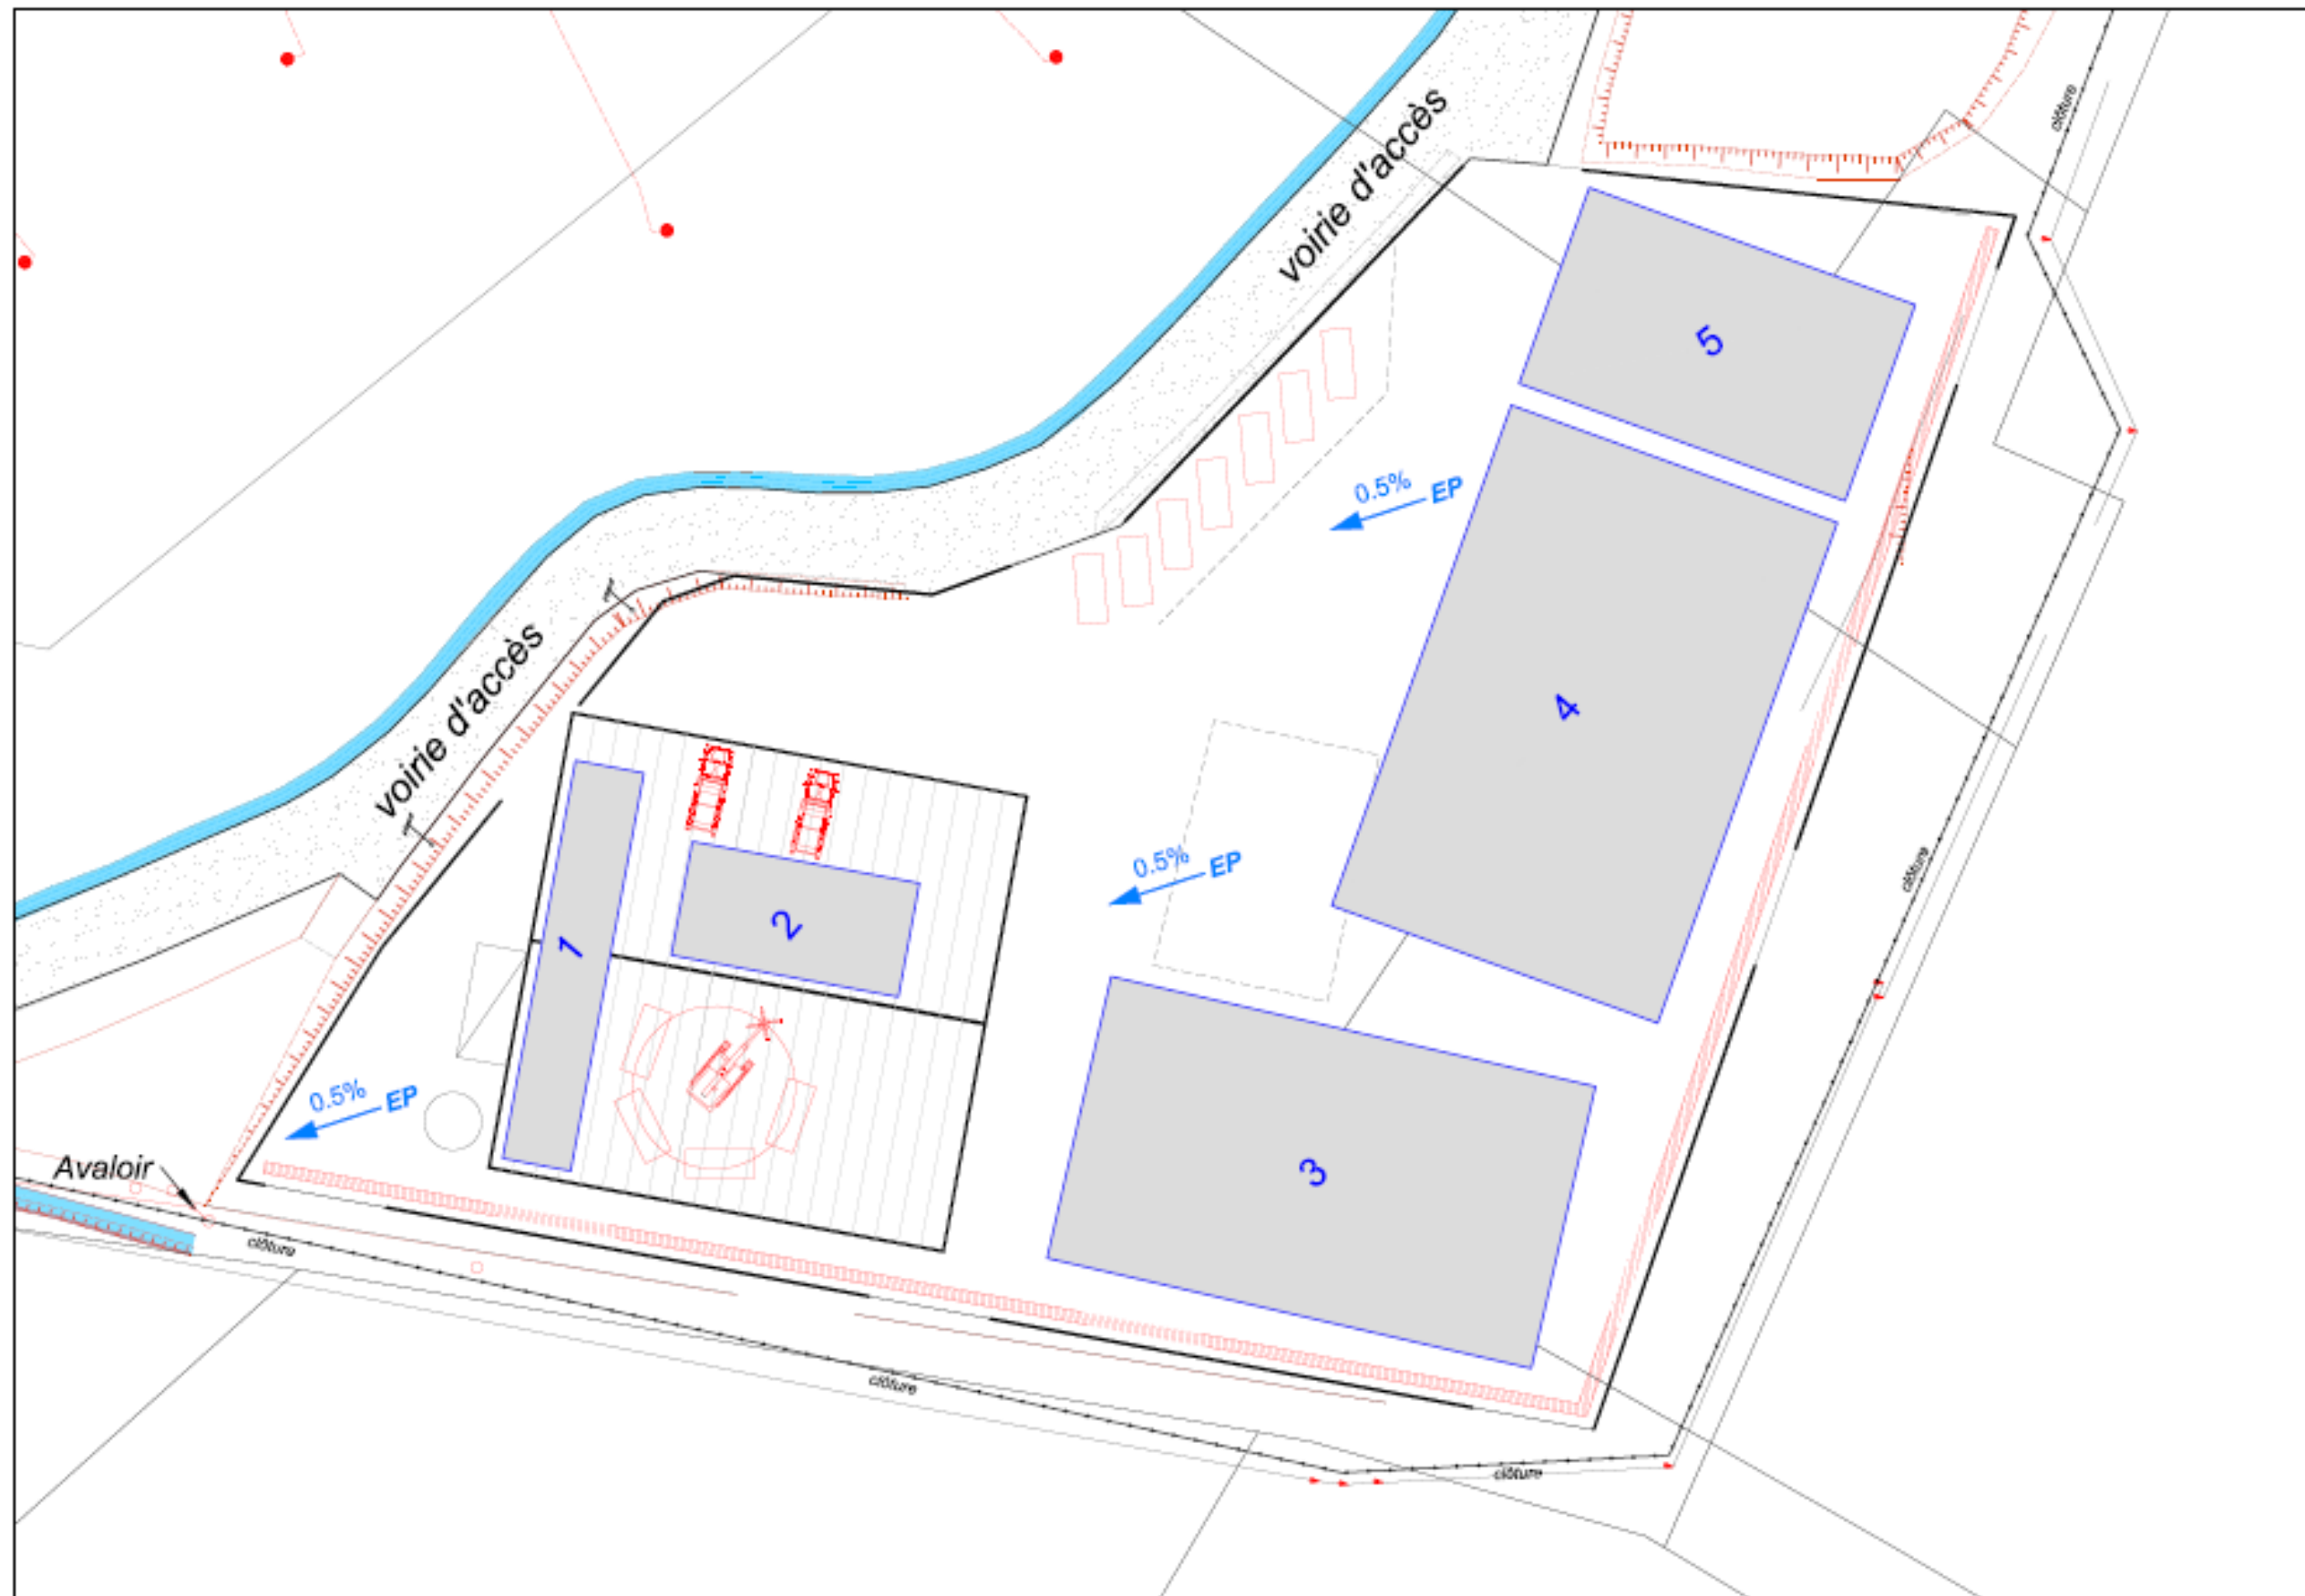 clôture
voirie d'accès
5
0.5% EP
voirie d'accès
4
0.5% EP
clôture
2
1
0.5% EP
Avaloir
3
clôture
clôture
clôture